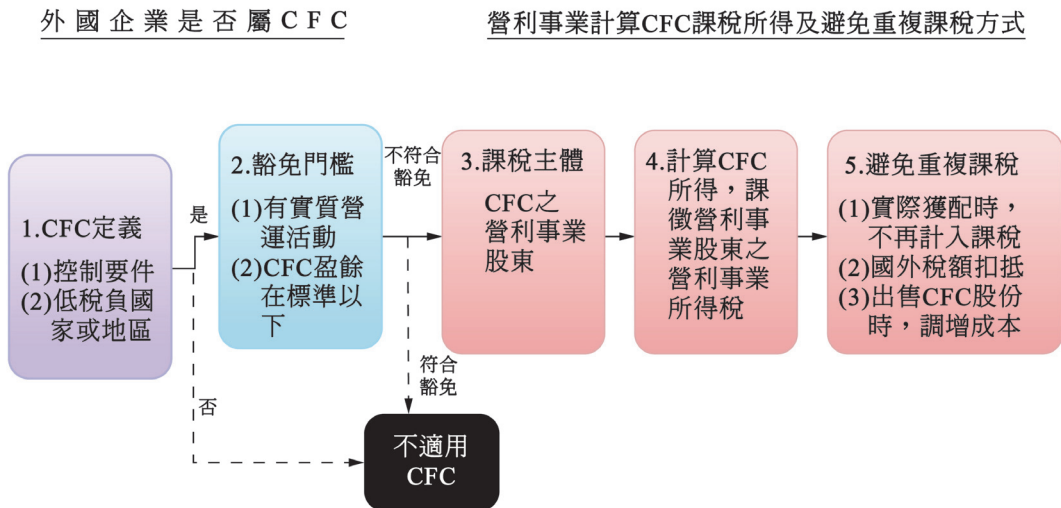 外國企業是否屬CFC
營利事業計算CFC課稅所得及避免重複課稅方式
1.CFC定義
(1)控制要件
(2)低稅負國
家或地區
是
否
2.豁免門檻
(1)有實質營
運活動
(2)CFC盈餘
在標準以
下
不符合
豁免
符合
豁免
不適用
CFC
3.課稅主體
CFC之
營利事業
股東
4.計算CFC
所得，課
徵營利事
業股東之
營利事業
所得稅
5.避免重複課稅
(1)實際獲配時，
不再計入課稅
(2)國外稅額扣抵
(3)出售CFC股份
時，調增成本